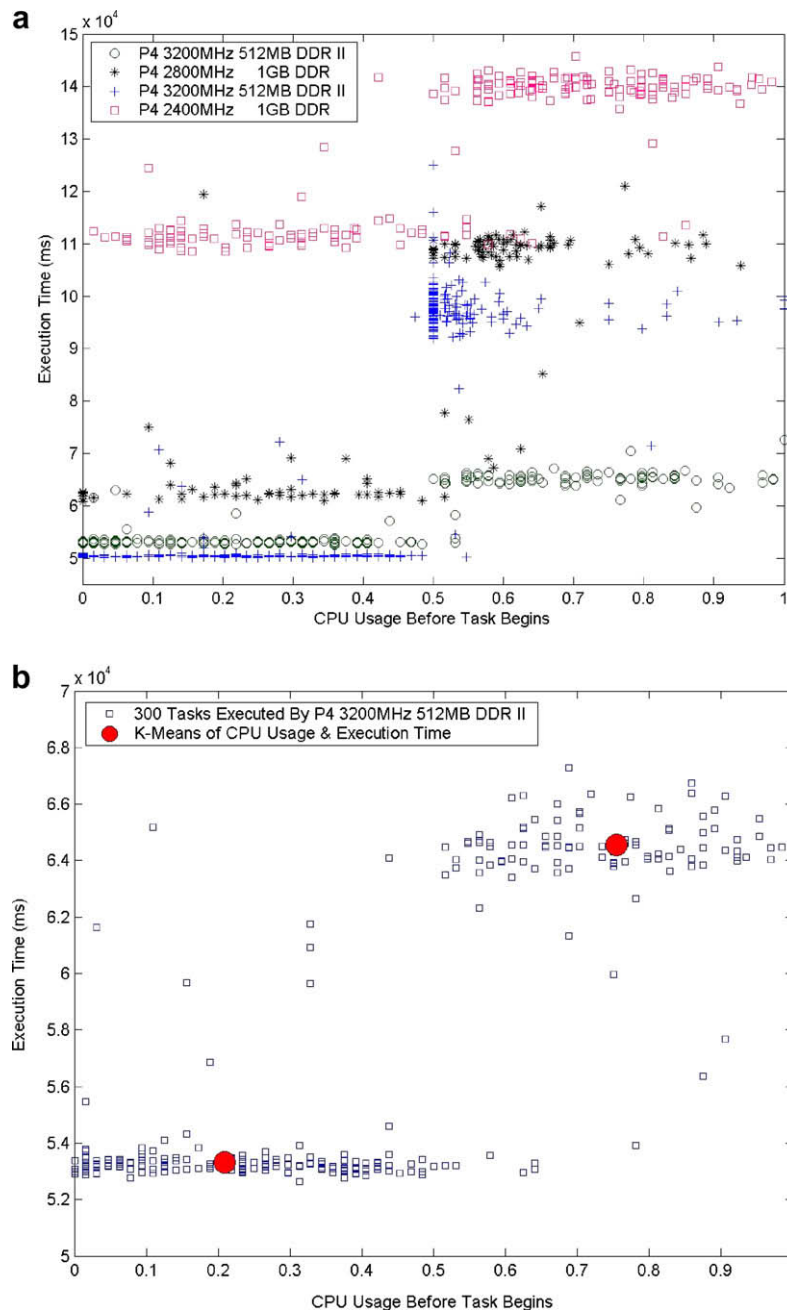 a
x 10⁴
15
14
13
12
11
10
9
8
7
6
5
Execution Time (ms)
P4 3200MHz 512MB DDR II
P4 2800MHz 1GB DDR
P4 3200MHz 512MB DDR II
P4 2400MHz 1GB DDR
0 0.1 0.2 0.3 0.4 0.5 0.6 0.7 0.8 0.9 1
CPU Usage Before Task Begins
b
x 10⁴
7
6.8
6.6
6.4
6.2
6
5.8
5.6
5.4
5.2
5
Execution Time (ms)
300 Tasks Executed By P4 3200MHz 512MB DDR II
K-Means of CPU Usage & Execution Time
0 0.1 0.2 0.3 0.4 0.5 0.6 0.7 0.8 0.9
CPU Usage Before Task Begins